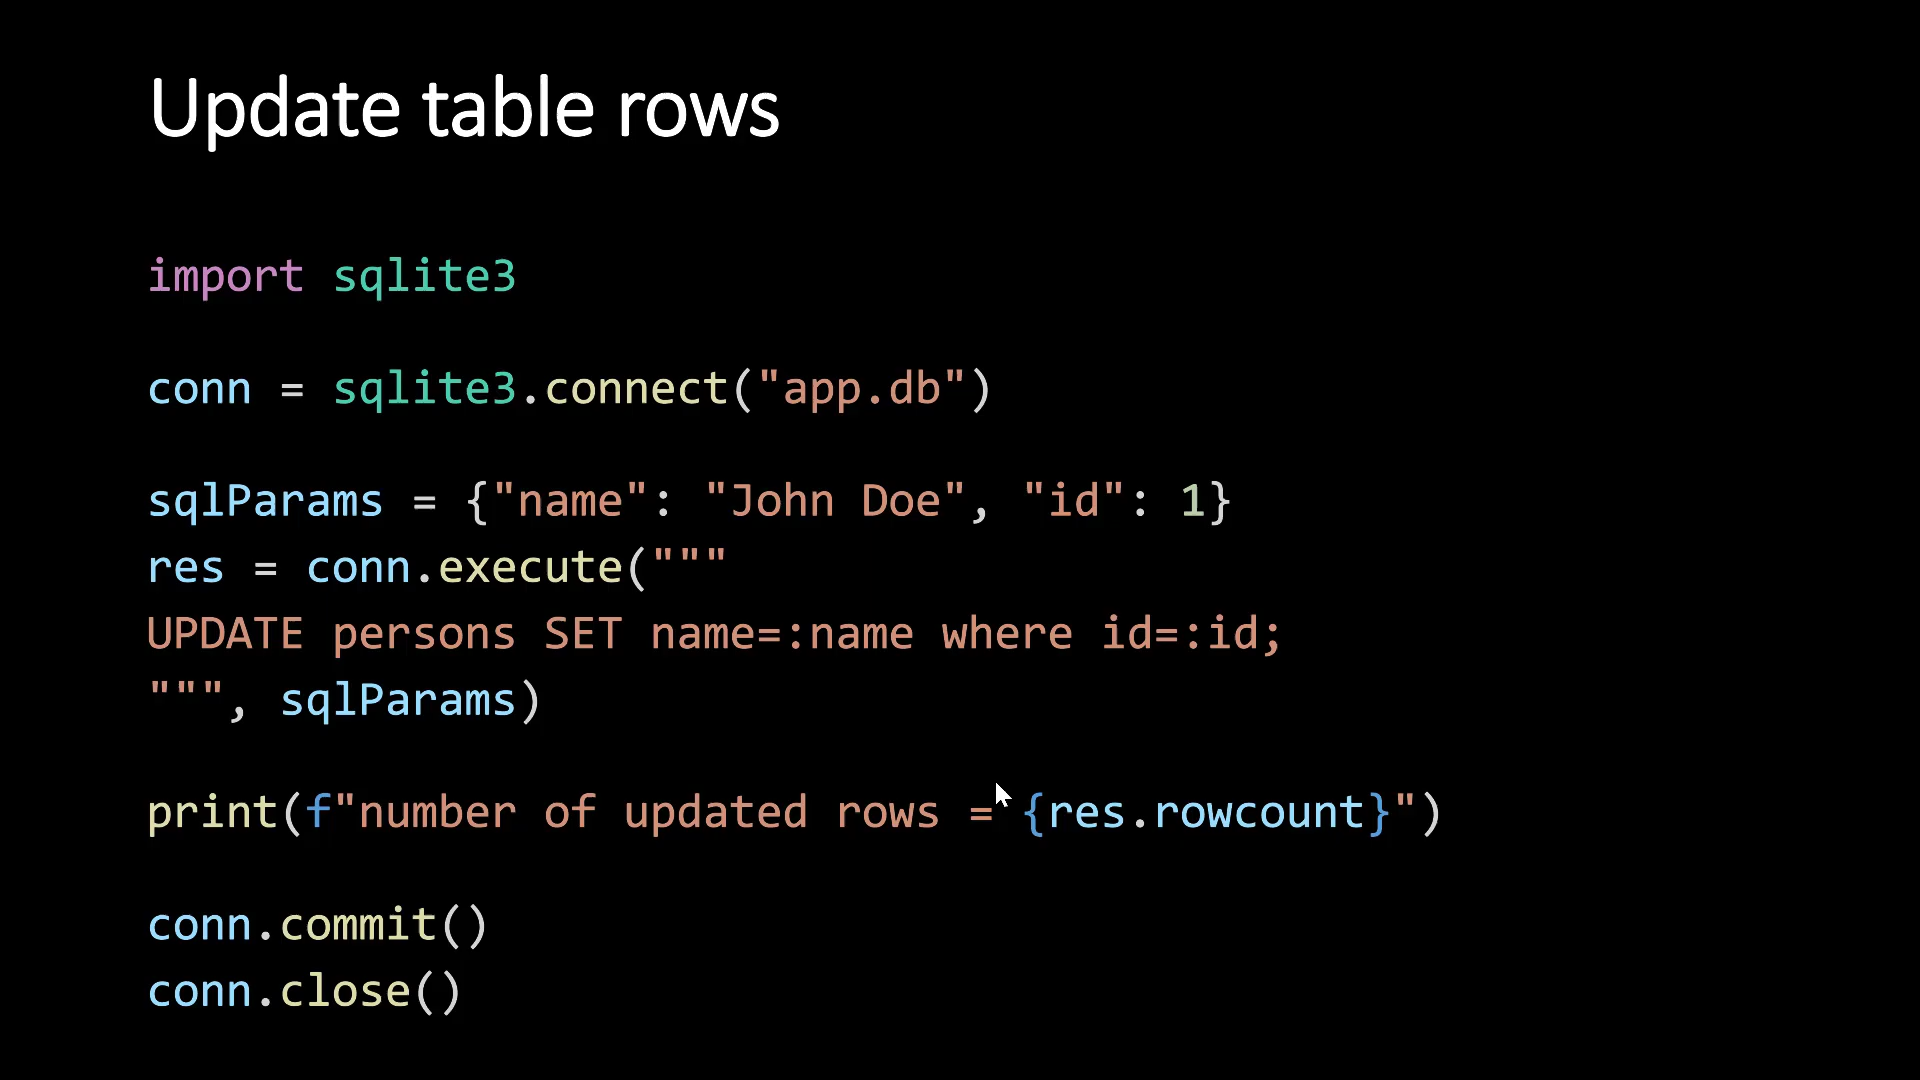 Update table rows
import sqlite3
conn = sqlite3.connect("app.db")
sqlParams = {"name": "John Doe", "id": 1}
res = conn.execute("""
UPDATE persons SET name=:name where id=:id;
""", sqlParams)
print(f"number of updated rows = {res.rowcount}")
conn.commit()
conn.close()